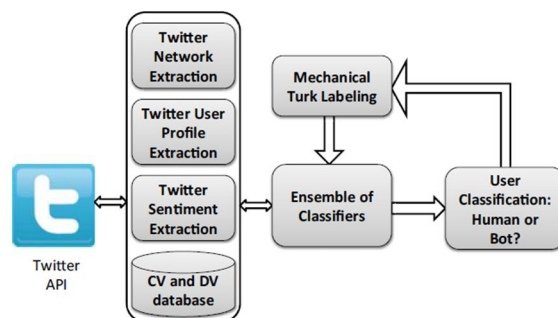 Twitter
Network
Extraction
Twitter User
Profile
Extraction
Twitter
Sentiment
Extraction
CV and DV
database
Twitter
API
Mechanical
Turk Labeling
Ensemble of
Classifiers
User
Classification:
Human or
Bot?